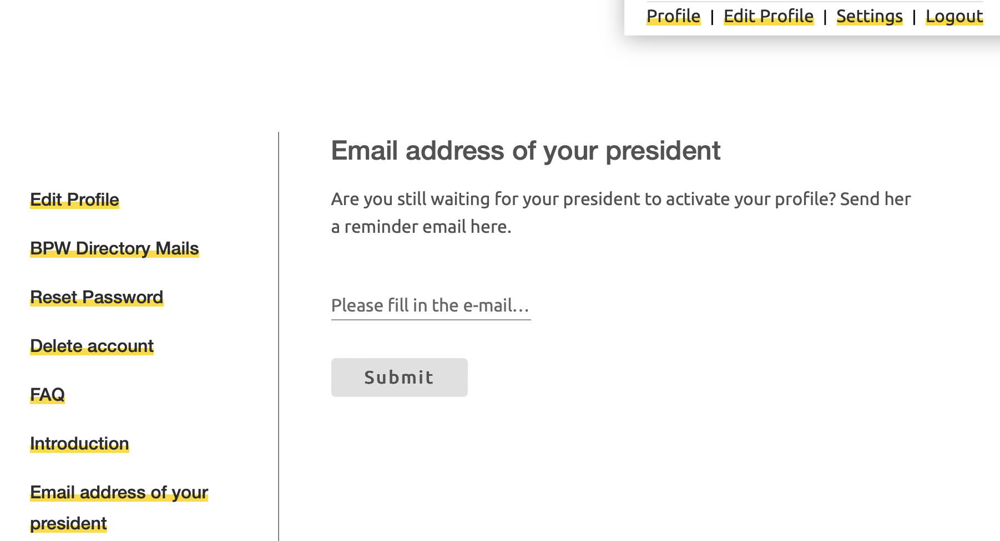 Profile | Edit Profile | Settings | Logout
Email address of your president
Are you still waiting for your president to activate your profile? Send her
a reminder email here.
Please fill in the e-mail…
Submit
Edit Profile
BPW Directory Mails
Reset Password
Delete account
FAQ
Introduction
Email address of your
president